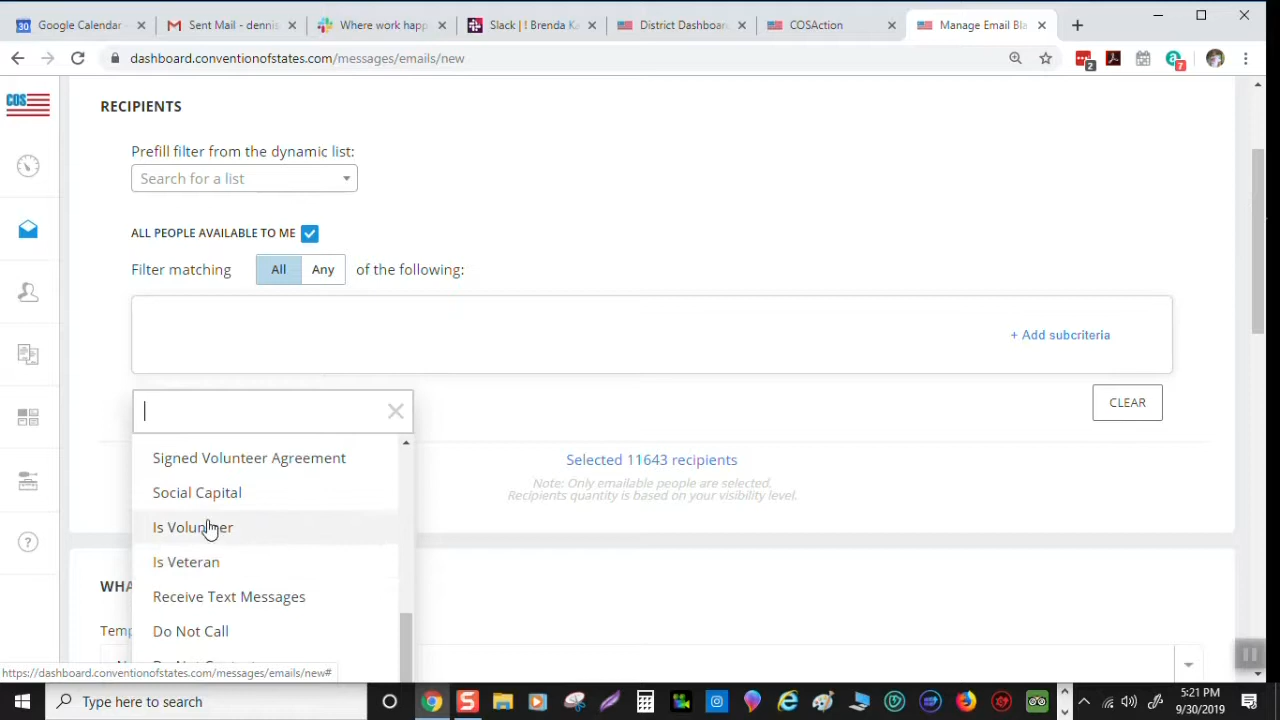 Google Calendar -
Sent Mail - dennis
Where work happ
Slack | ! Brenda Ka
District Dashboar
COSAction
Manage Email Bla
dashboard.conventionofstates.com/messages/emails/new
2
7
COS
RECIPIENTS
Prefill filter from the dynamic list:
Search for a list
ALL PEOPLE AVAILABLE TO ME
Filter matching All Any of the following:
+ Add subcriteria
CLEAR
Signed Volunteer Agreement
Selected 11643 recipients
Note: Only emailable people are selected.
Recipients quantity is based on your visibility level.
Social Capital
Is Volunteer
Is Veteran
WHA
Receive Text Messages
Temp
Do Not Call
https://dashboard.conventionofstates.com/messages/emails/new#
Type here to search
5:21 PM
9/30/2019